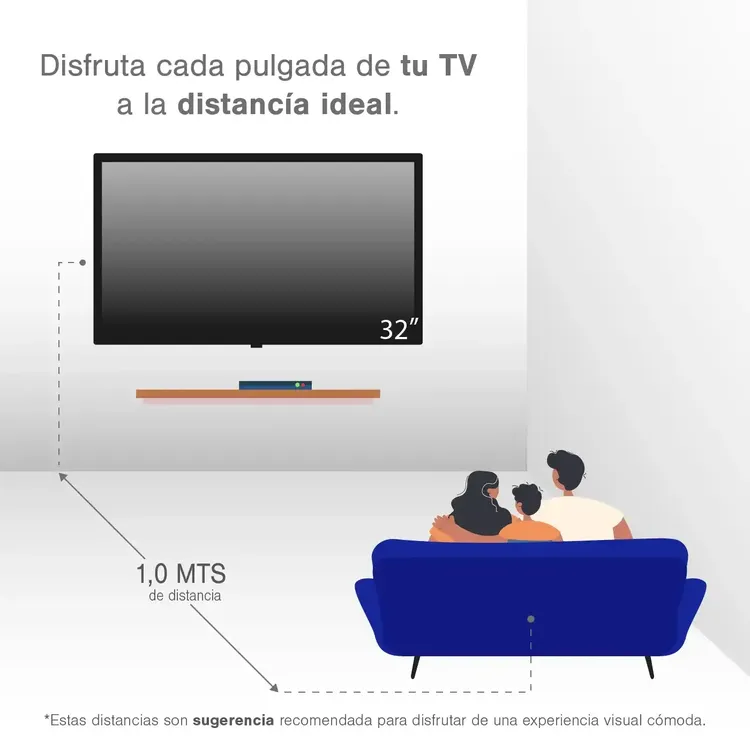 Disfruta cada pulgada de tu TV
a la distancía ideal.
32”
1,0 MTS
de distancia
*Estas distancias son sugerencia recomendada para disfrutar de una experiencia visual cómoda.